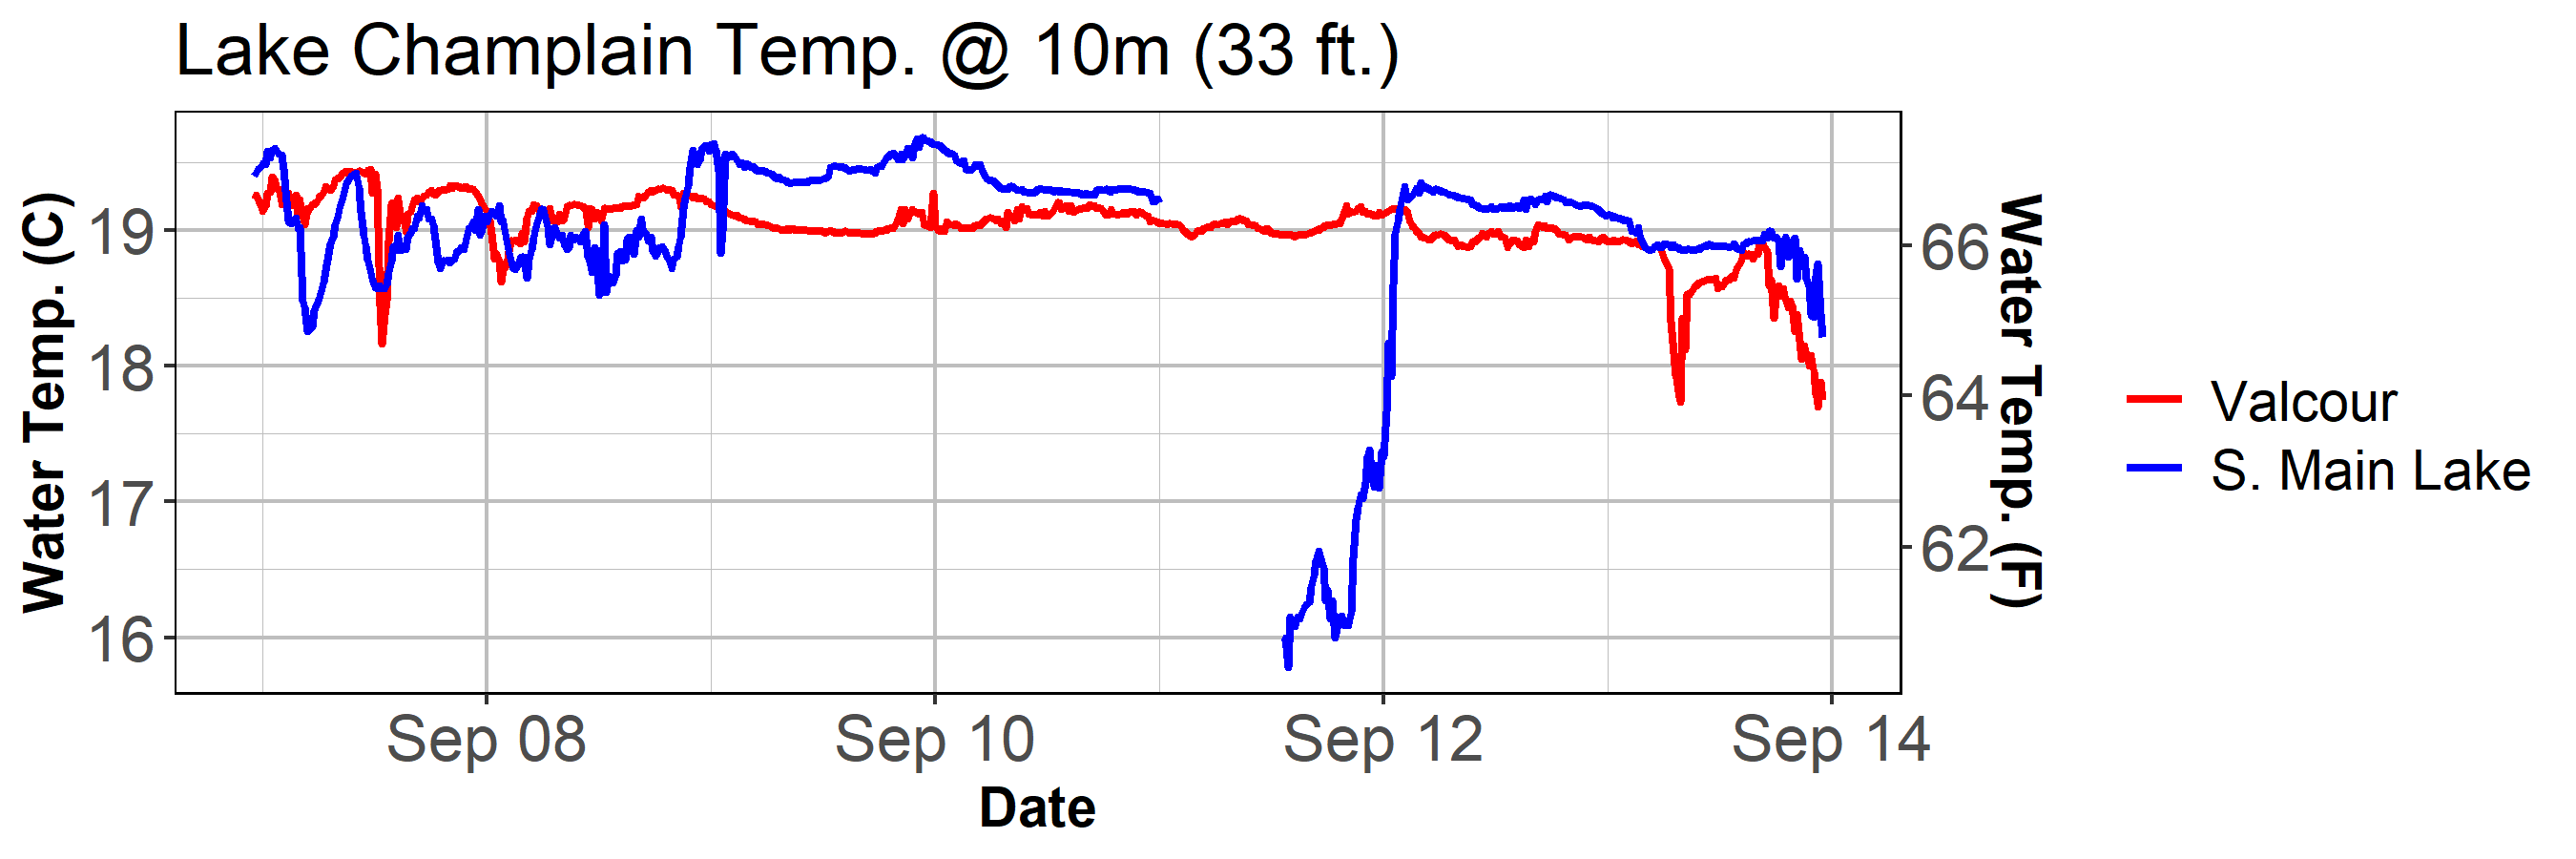 Lake Champlain Temp. @ 10m (33 ft.)
Water Temp. (C)
19
18
17
16
66
64
62
Water Temp. (F)
Sep 08
Sep 10
Sep 12
Sep 14
Date
Valcour
S. Main Lake